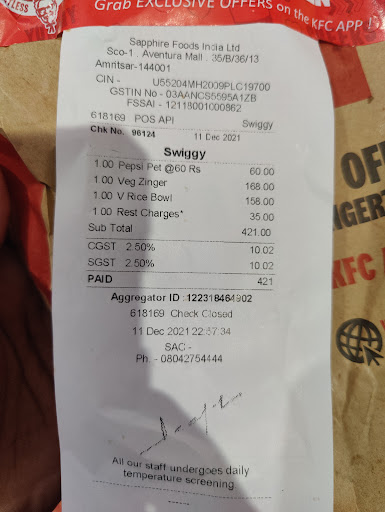 Grab EXCLUSIVE OFFERS on the KFC APP !
Sapphire Foods India Ltd
Sco-1 , Aventura Mall , 35/B/36/13
Amritsar-144001
CIN - U55204MH2009PLC19700
GSTIN No - 03AANCS5595A1ZB
FSSAI - 12118001000862
618169 POS API Swiggy
Chk No. 96124 11 Dec 2021
Swiggy
1.00 Pepsi Pet @60 Rs 60.00
1.00 Veg Zinger 168.00
1.00 V Rice Bowl 158.00
1.00 Rest Charges* 35.00
Sub Total 421.00
CGST 2.50% 10.02
SGST 2.50% 10.02
PAID 421
Aggregator ID :122318464902
618169 Check Closed
11 Dec 2021 22:57:34
SAC -
Ph. - 08042754444
All our staff undergoes daily
temperature screening
OF
KFC